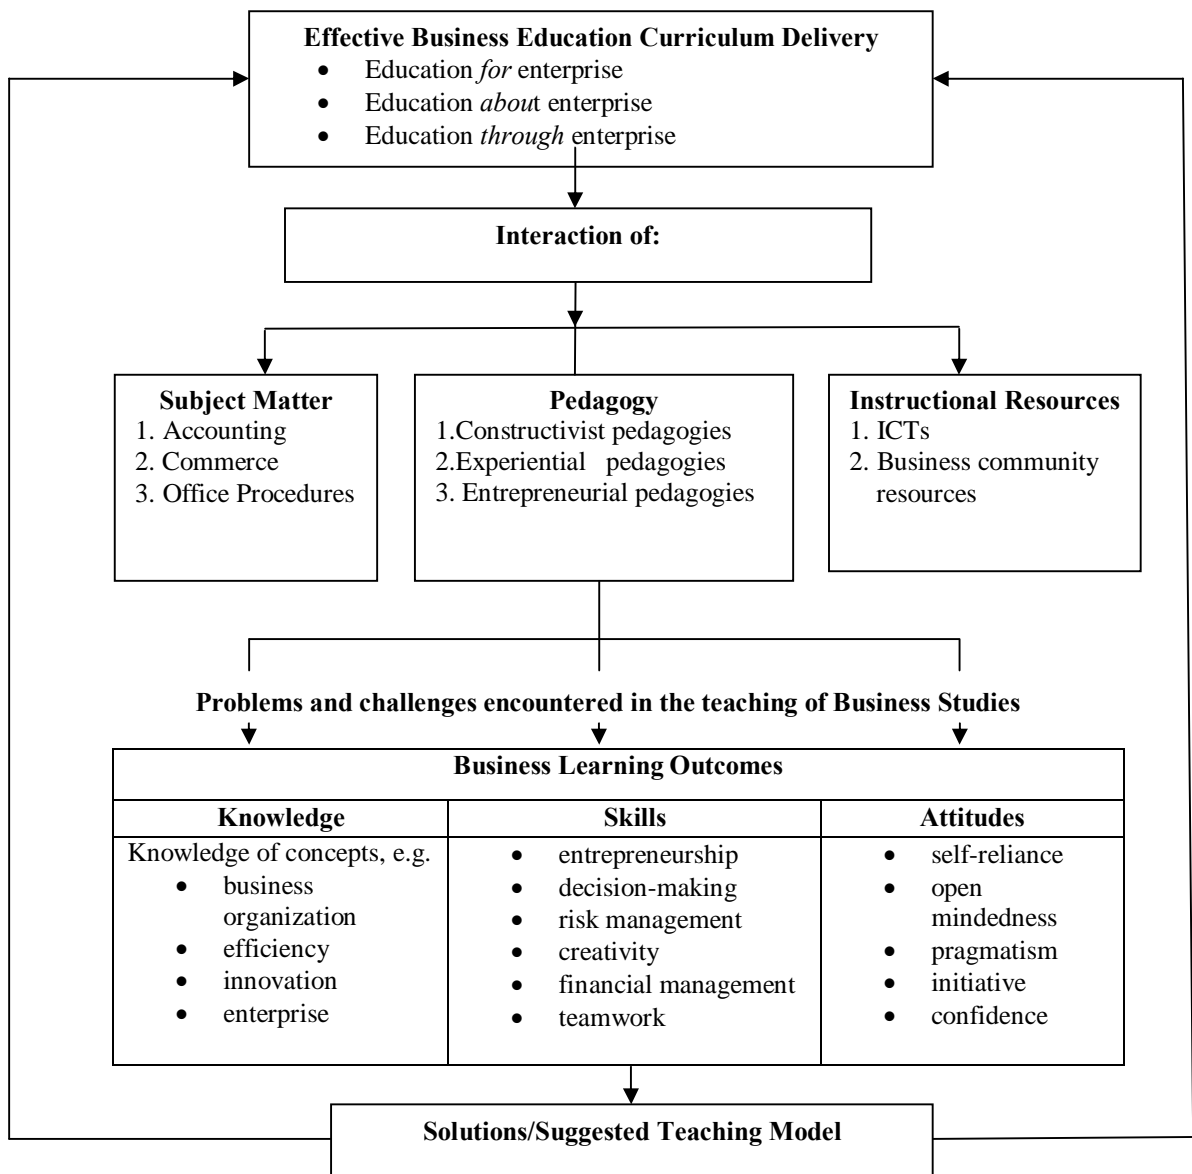 Effective Business Education Curriculum Delivery
• Education for enterprise
• Education about enterprise
• Education through enterprise
Interaction of:
Subject Matter
1. Accounting
2. Commerce
3. Office Procedures
Pedagogy
1.Constructivist pedagogies
2.Experiential pedagogies
3. Entrepreneurial pedagogies
Instructional Resources
1. ICTs
2. Business community
resources
Problems and challenges encountered in the teaching of Business Studies
Business Learning Outcomes
Knowledge
Knowledge of concepts, e.g.
• business
organization
• efficiency
• innovation
• enterprise
Skills
• entrepreneurship
• decision-making
• risk management
• creativity
• financial management
• teamwork
Attitudes
• self-reliance
• open
mindedness
• pragmatism
• initiative
• confidence
Solutions/Suggested Teaching Model